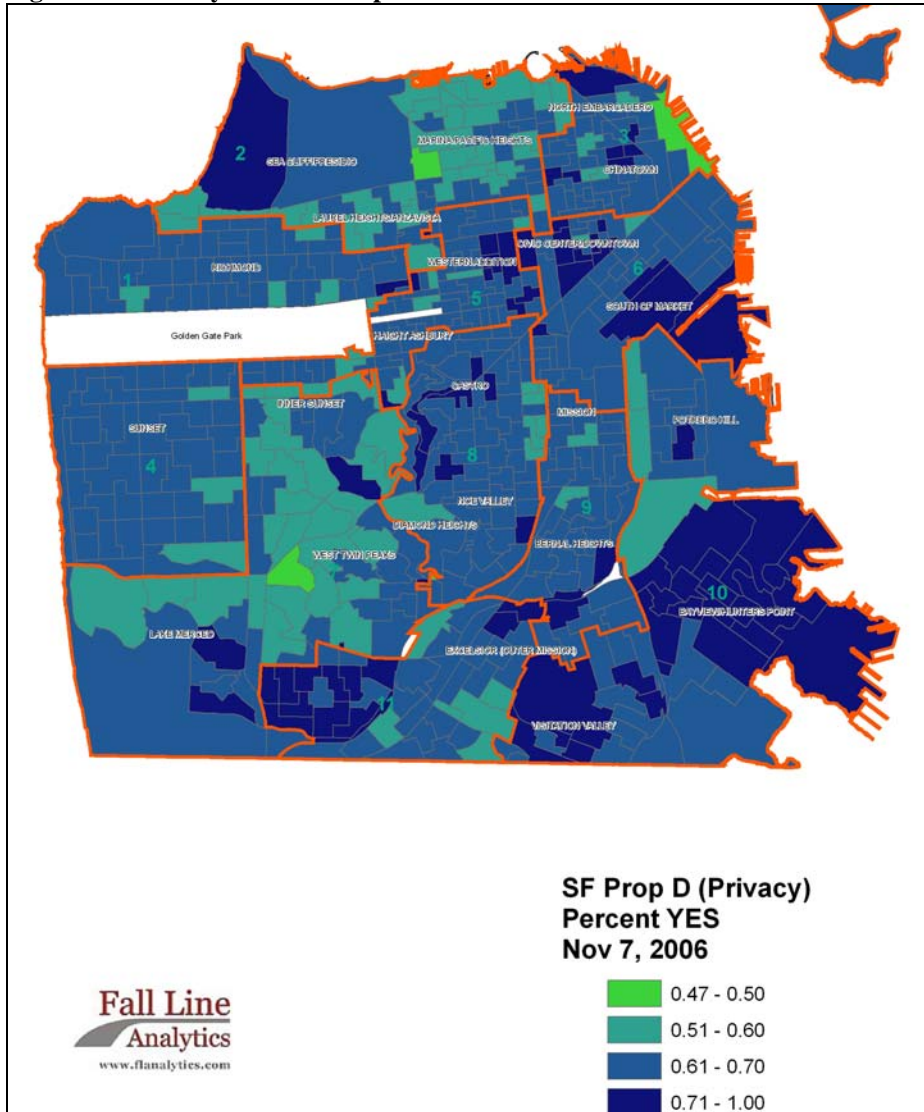 NORTH EMBARCADERO
MARINA/PACIFIC HEIGHTS
3
2
SEA CLIFF/PRESIDIO
CHINATOWN
LAUREL HEIGHTS/ANZAVISTA
CIVIC CENTER/DOWNTOWN
WESTERN ADDITION
RICHMOND
6
1
5
SOUTH OF MARKET
Golden Gate Park
HAIGHT ASHBURY
CASTRO
INNER SUNSET
MISSION
POTRERO HILL
SUNSET
8
4
NOE VALLEY
9
DIAMOND HEIGHTS
BERNAL HEIGHTS
WEST TWIN PEAKS
10
BAYVIEW/HUNTERS POINT
LAKE MERCED
EXCELSIOR (OUTER MISSION)
11
VISITATION VALLEY
SF Prop D (Privacy)
Percent YES
Nov 7, 2006
0.47 - 0.50
0.51 - 0.60
0.61 - 0.70
0.71 - 1.00
Fall Line
Analytics
www.flanalytics.com